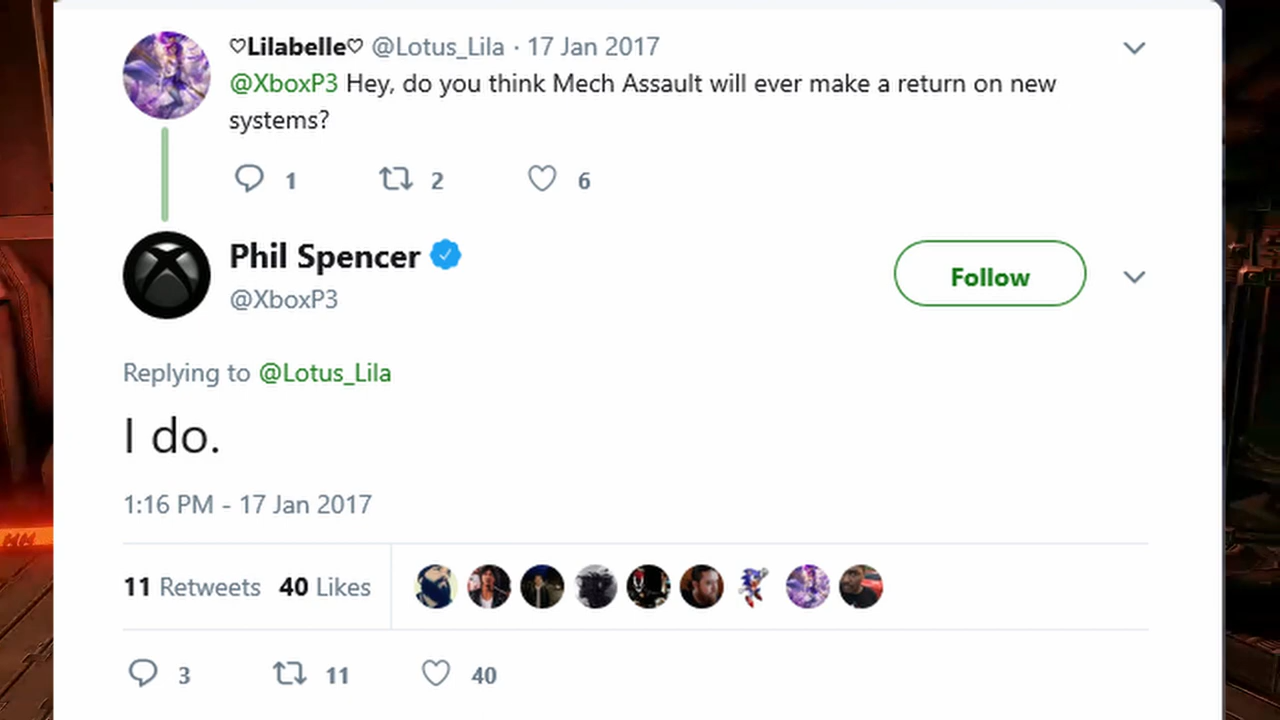 ♡Lilabelle♡ @Lotus_Lila · 17 Jan 2017
@XboxP3 Hey, do you think Mech Assault will ever make a return on new
systems?
1 2 6
Phil Spencer
@XboxP3
Follow
Replying to @Lotus_Lila
I do.
1:16 PM - 17 Jan 2017
11 Retweets 40 Likes
3 11 40